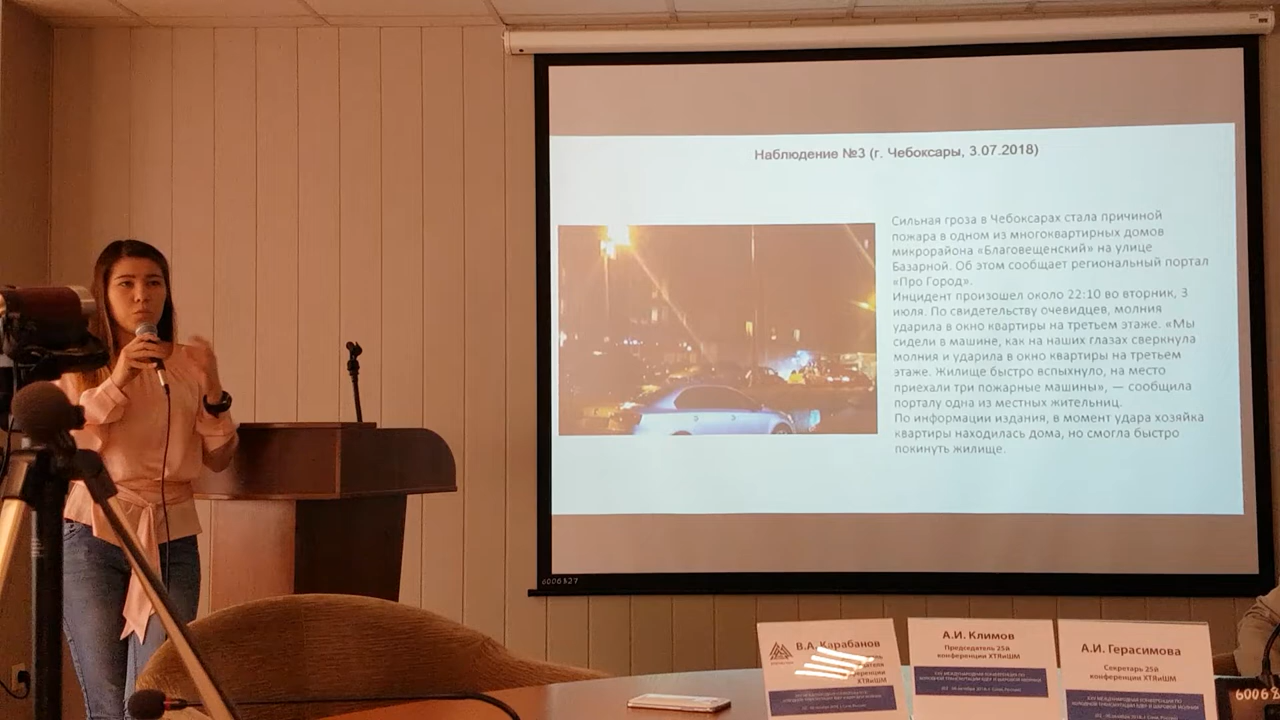 Наблюдение №3 (г. Чебоксары, 3.07.2018)
Сильная гроза в Чебоксарах стала причиной
пожара в одном из многоквартирных домов
микрорайона «Благовещенский» на улице
Базарной. Об этом сообщает региональный портал
«Про Город».
Инцидент произошел около 22:10 во вторник, 3
июля. По свидетельству очевидцев, молния
ударила в окно квартиры на третьем этаже. «Мы
сидели в машине, как на наших глазах сверкнула
молния и ударила в окно квартиры на третьем
этаже. Жилище быстро вспыхнуло, на место
приехали три пожарные машины», — сообщила
порталу одна из местных жительниц.
По информации издания, в момент удара хозяйка
квартиры находилась дома, но смогла быстро
покинуть жилище.
6006827
В.А. Карабанов
ХТЯиШМ
А.И. Климов
Председатель 25й
конференции ХТЯиШМ
А.И. Герасимова
Секретарь 25й
конференции ХТЯиШМ
60068